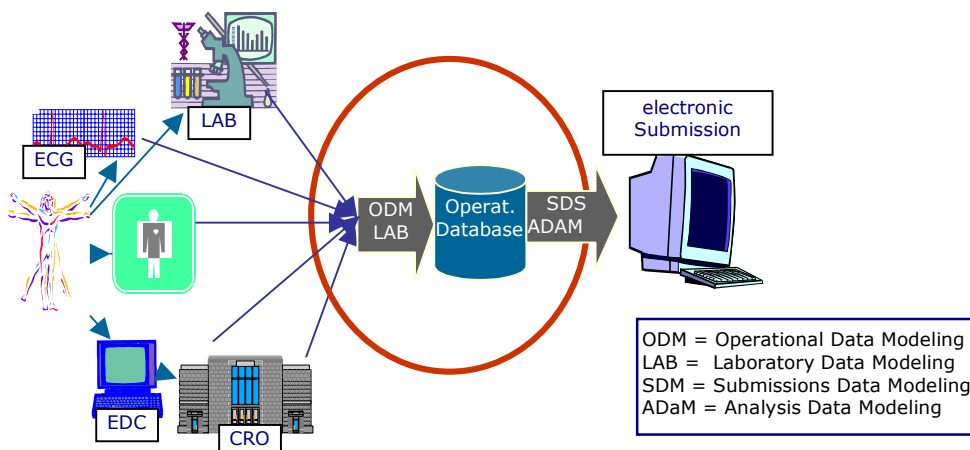 LAB
ECG
EDC
CRO
ODM
LAB
Operat.
Database
SDS
ADAM
electronic
Submission
ODM = Operational Data Modeling
LAB =  Laboratory Data Modeling
SDM = Submissions Data Modeling
ADaM = Analysis Data Modeling